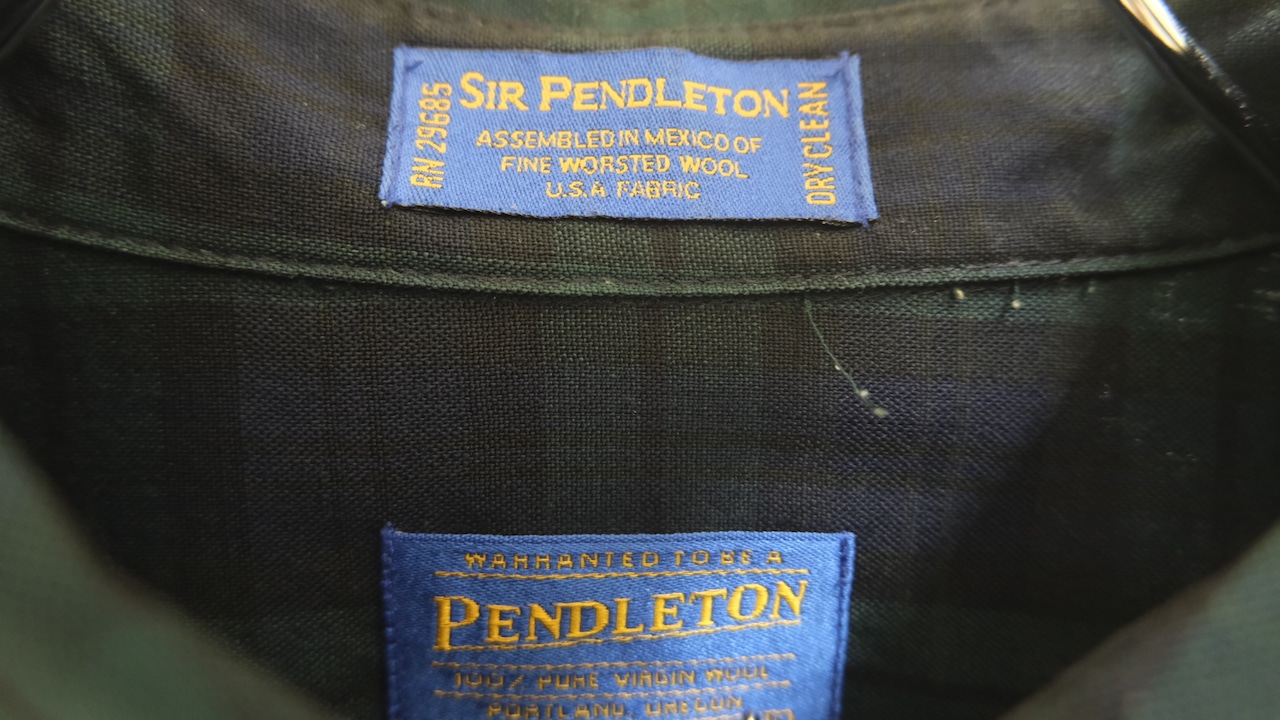 RN 29685
SIR PENDLETON
ASSEMBLED IN MEXICO OF
FINE WORSTED WOOL
U.S.A FABRIC
DRY CLEAN
WARRANTED TO BE A
PENDLETON
100% PURE VIRGIN WOOL
PORTLAND, OREGON